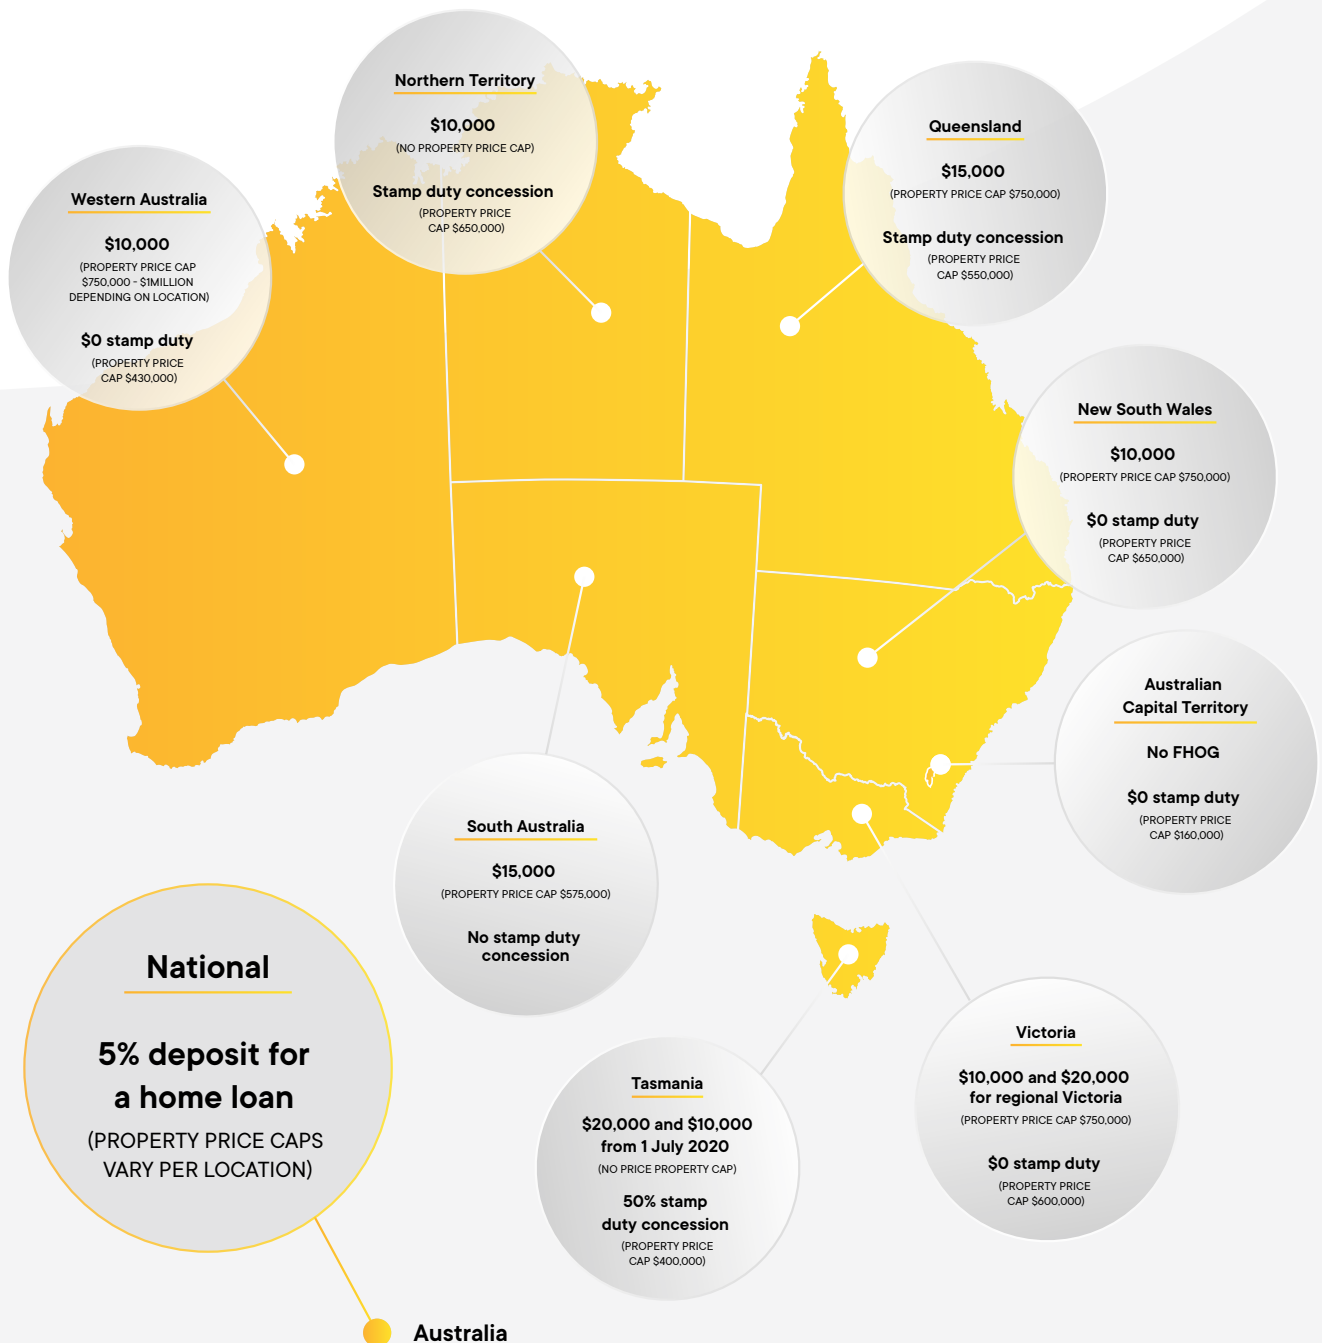 Northern Territory
$10,000
(NO PROPERTY PRICE CAP)
Stamp duty concession
(PROPERTY PRICE
CAP $650,000)
Queensland
$15,000
(PROPERTY PRICE CAP $750,000)
Stamp duty concession
(PROPERTY PRICE
CAP $550,000)
Western Australia
$10,000
(PROPERTY PRICE CAP
$750,000 - $1MILLION
DEPENDING ON LOCATION)
$0 stamp duty
(PROPERTY PRICE
CAP $430,000)
New South Wales
$10,000
(PROPERTY PRICE CAP $750,000)
$0 stamp duty
(PROPERTY PRICE
CAP $650,000)
Australian
Capital Territory
No FHOG
$0 stamp duty
(PROPERTY PRICE
CAP $160,000)
South Australia
$15,000
(PROPERTY PRICE CAP $575,000)
No stamp duty
concession
National
5% deposit for
a home loan
(PROPERTY PRICE CAPS
VARY PER LOCATION)
Victoria
$10,000 and $20,000
for regional Victoria
(PROPERTY PRICE CAP $750,000)
$0 stamp duty
(PROPERTY PRICE
CAP $600,000)
Tasmania
$20,000 and $10,000
from 1 July 2020
(NO PRICE PROPERTY CAP)
50% stamp
duty concession
(PROPERTY PRICE
CAP $400,000)
Australia